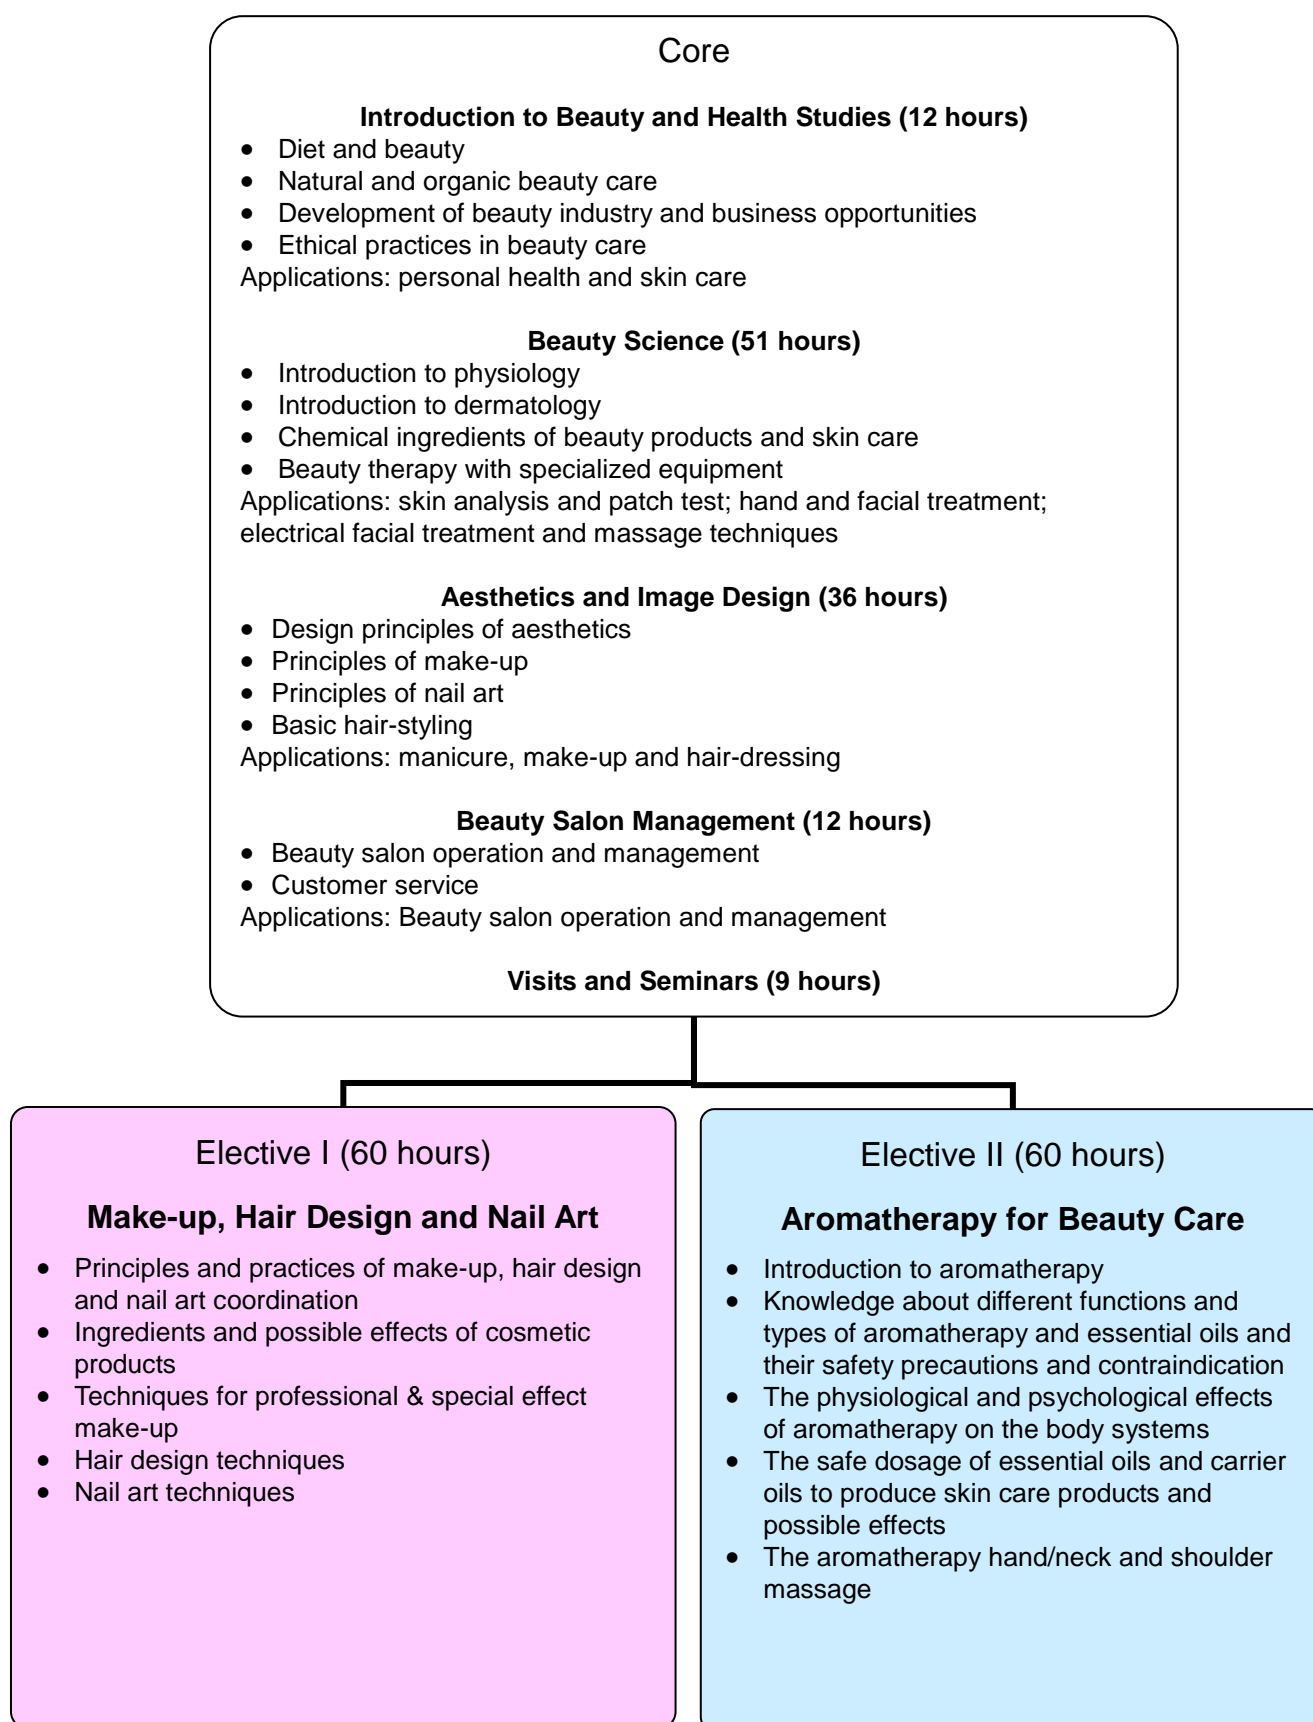 Core
Introduction to Beauty and Health Studies (12 hours)
• Diet and beauty
• Natural and organic beauty care
• Development of beauty industry and business opportunities
• Ethical practices in beauty care
Applications: personal health and skin care
Beauty Science (51 hours)
• Introduction to physiology
• Introduction to dermatology
• Chemical ingredients of beauty products and skin care
• Beauty therapy with specialized equipment
Applications: skin analysis and patch test; hand and facial treatment;
electrical facial treatment and massage techniques
Aesthetics and Image Design (36 hours)
• Design principles of aesthetics
• Principles of make-up
• Principles of nail art
• Basic hair-styling
Applications: manicure, make-up and hair-dressing
Beauty Salon Management (12 hours)
• Beauty salon operation and management
• Customer service
Applications: Beauty salon operation and management
Visits and Seminars (9 hours)
Elective I (60 hours)
Make-up, Hair Design and Nail Art
• Principles and practices of make-up, hair design
and nail art coordination
• Ingredients and possible effects of cosmetic
products
• Techniques for professional & special effect
make-up
• Hair design techniques
• Nail art techniques
Elective II (60 hours)
Aromatherapy for Beauty Care
• Introduction to aromatherapy
• Knowledge about different functions and
types of aromatherapy and essential oils and
their safety precautions and contraindication
• The physiological and psychological effects
of aromatherapy on the body systems
• The safe dosage of essential oils and carrier
oils to produce skin care products and
possible effects
• The aromatherapy hand/neck and shoulder
massage